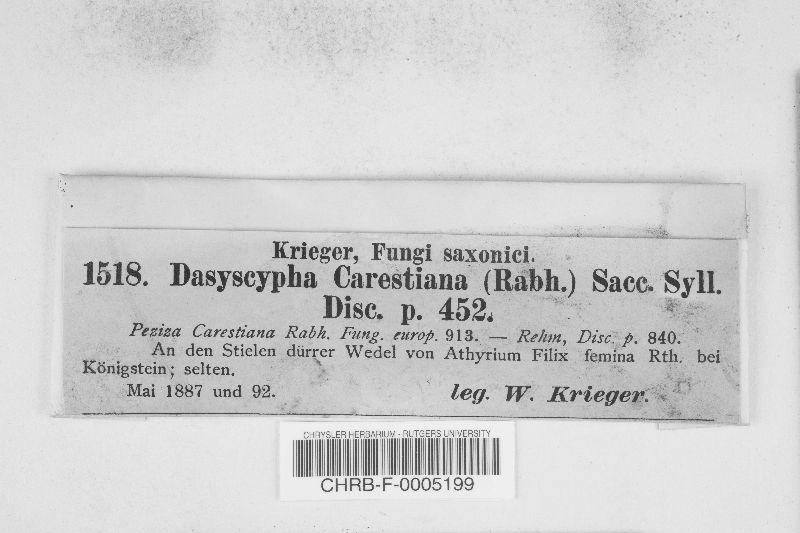 Krieger, Fungi saxonici.
1518. Dasyscypha Carestiana (Rabh.) Sacc. Syll.
Disc. p. 452.
Peziza Carestiana Rabh. Fung. europ. 913. — Rehm, Disc. p. 840.
An den Stielen dürrer Wedel von Athyrium Filix femina Rth. bei
Königstein; selten.
Mai 1887 und 92. leg. W. Krieger.
CHRYSLER HERBARIUM - RUTGERS UNIVERSITY
CHRB-F-0005199